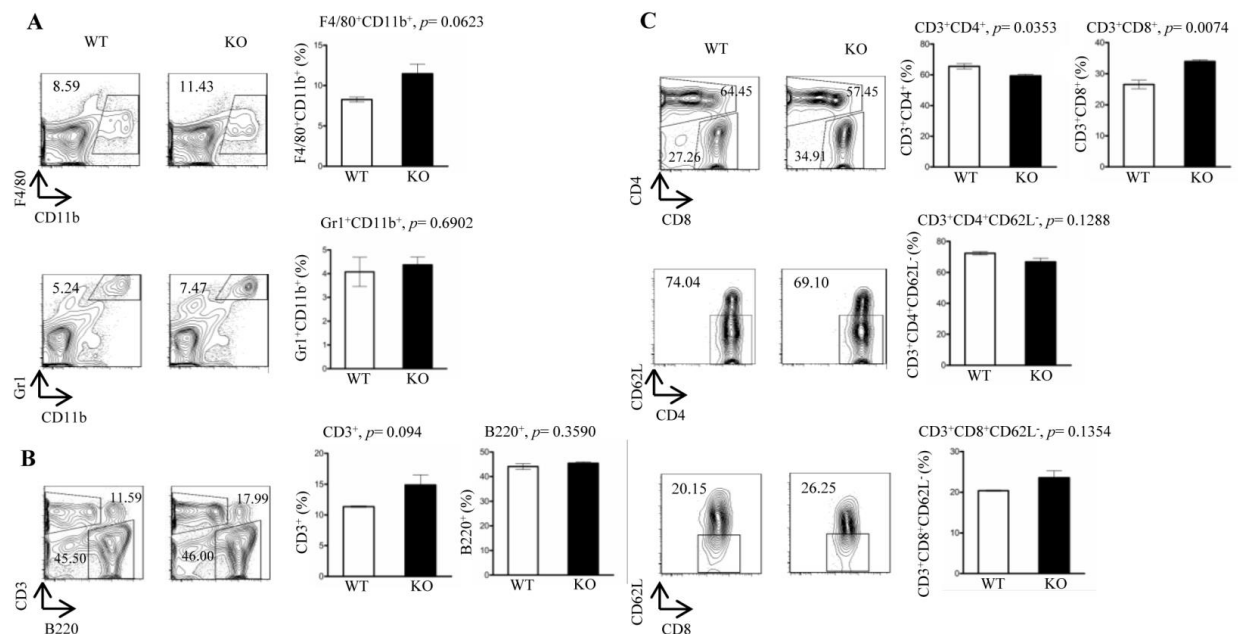 A
WT
KO
F4/80⁺CD11b⁺, p= 0.0623
8.59
11.43
F4/80
CD11b
F4/80⁺CD11b⁺ (%)
15
10
5
0
WT
KO
Gr1⁺CD11b⁺, p= 0.6902
5.24
7.47
Gr1
CD11b
Gr1⁺CD11b⁺ (%)
5
4
3
2
1
0
WT
KO
B
11.59
45.50
17.99
46.00
CD3
B220
CD3⁺, p= 0.094
CD3⁺ (%)
20
15
10
5
0
WT
KO
B220⁺, p= 0.3590
B220⁺ (%)
50
40
30
20
10
0
WT
KO
C
WT
KO
64.45
27.26
57.45
34.91
CD4
CD8
CD3⁺CD4⁺, p= 0.0353
CD3⁺CD4⁺ (%)
80
60
40
20
0
WT
KO
CD3⁺CD8⁺, p= 0.0074
CD3⁺CD8⁺ (%)
40
30
20
10
0
WT
KO
CD3⁺CD4⁺CD62L⁻, p= 0.1288
74.04
69.10
CD62L
CD4
CD3⁺CD4⁺CD62L⁻ (%)
80
60
40
20
0
WT
KO
CD3⁺CD8⁺CD62L⁻, p= 0.1354
20.15
26.25
CD62L
CD8
CD3⁺CD8⁺CD62L⁻ (%)
30
20
10
0
WT
KO